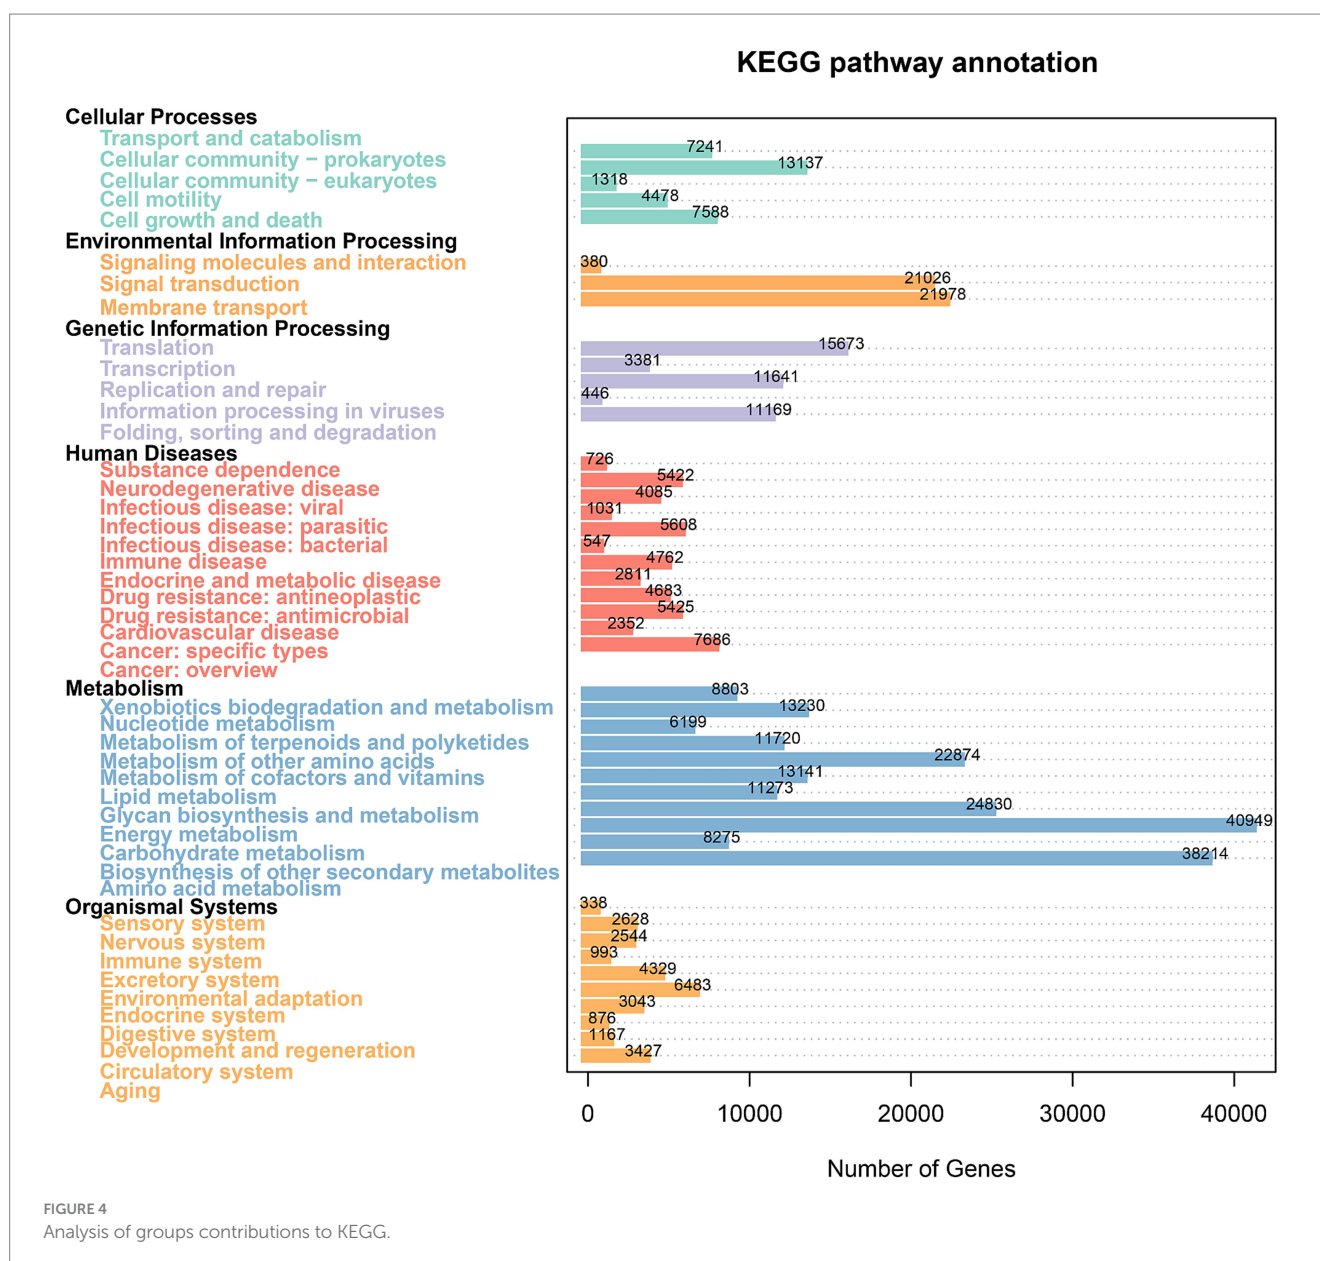 KEGG pathway annotation
Cellular Processes
Transport and catabolism
Cellular community − prokaryotes
Cellular community − eukaryotes
Cell motility
Cell growth and death
Environmental Information Processing
Signaling molecules and interaction
Signal transduction
Membrane transport
Genetic Information Processing
Translation
Transcription
Replication and repair
Information processing in viruses
Folding, sorting and degradation
Human Diseases
Substance dependence
Neurodegenerative disease
Infectious disease: viral
Infectious disease: parasitic
Infectious disease: bacterial
Immune disease
Endocrine and metabolic disease
Drug resistance: antineoplastic
Drug resistance: antimicrobial
Cardiovascular disease
Cancer: specific types
Cancer: overview
Metabolism
Xenobiotics biodegradation and metabolism
Nucleotide metabolism
Metabolism of terpenoids and polyketides
Metabolism of other amino acids
Metabolism of cofactors and vitamins
Lipid metabolism
Glycan biosynthesis and metabolism
Energy metabolism
Carbohydrate metabolism
Biosynthesis of other secondary metabolites
Amino acid metabolism
Organismal Systems
Sensory system
Nervous system
Immune system
Excretory system
Environmental adaptation
Endocrine system
Digestive system
Development and regeneration
Circulatory system
Aging
7241
13137
1318
4478
7588
380
21026
21978
15673
3381
11641
446
11169
726
5422
4085
1031
5608
547
4762
2811
4683
5425
2352
7686
8803
13230
6199
11720
22874
13141
11273
24830
40949
8275
38214
338
2628
2544
993
4329
6483
3043
876
1167
3427
0 10000 20000 30000 40000
Number of Genes
FIGURE 4
Analysis of groups contributions to KEGG.